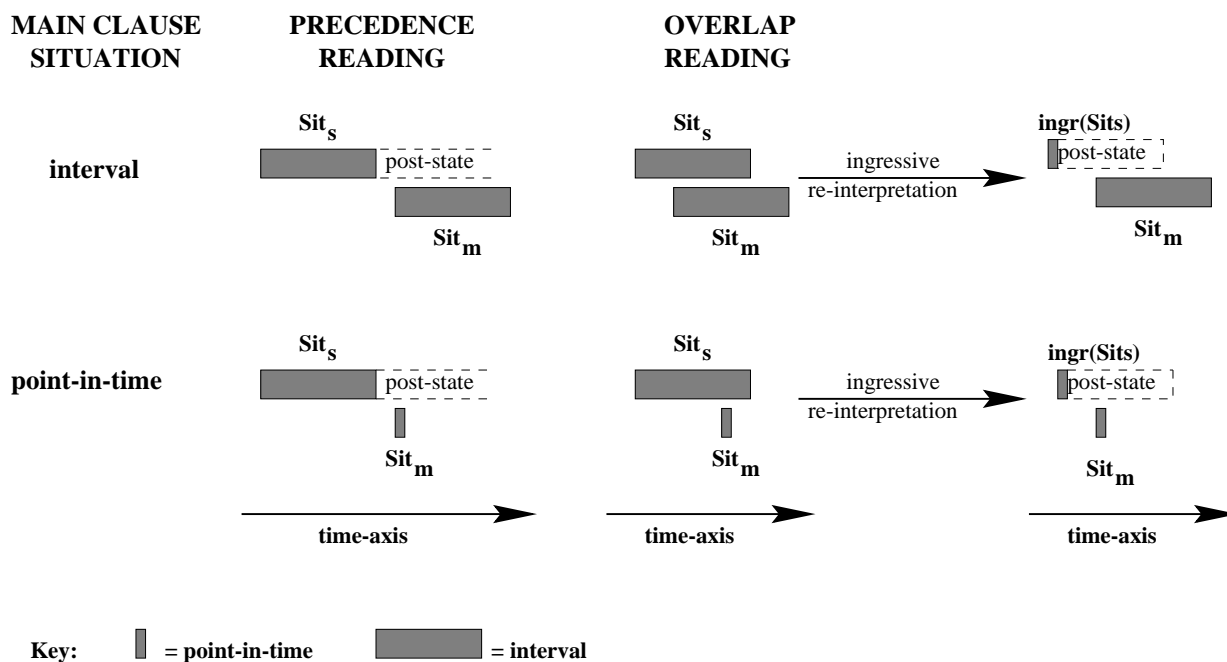 MAIN CLAUSE
SITUATION
PRECEDENCE
READING
OVERLAP
READING
interval
Sit_s
post-state
Sit_m
Sit_s
Sit_m
ingressive
re-interpretation
ingr(Sits)
post-state
Sit_m
point-in-time
Sit_s
post-state
Sit_m
Sit_s
Sit_m
ingressive
re-interpretation
ingr(Sits)
post-state
Sit_m
time-axis
time-axis
time-axis
Key: = point-in-time = interval